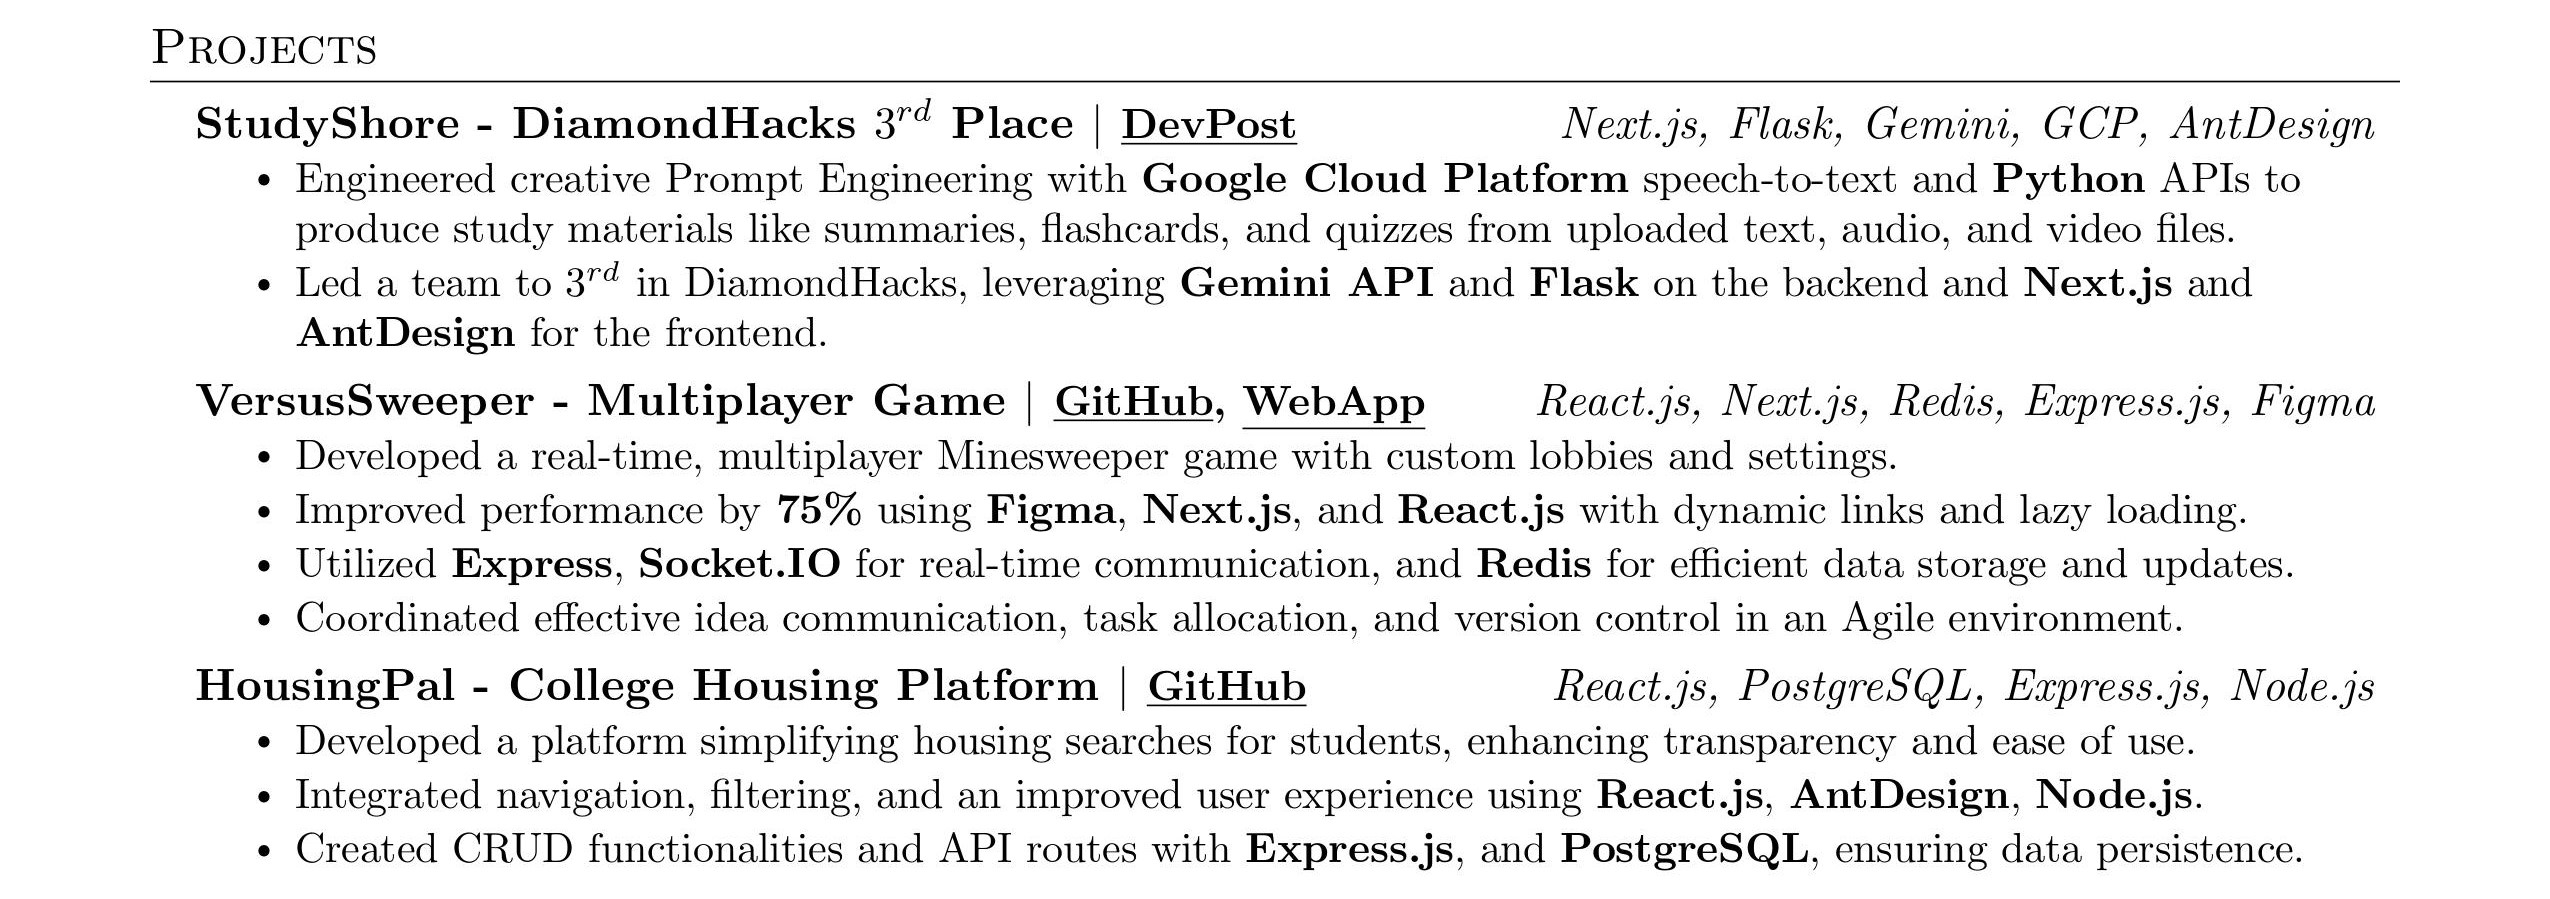 PROJECTS
StudyShore - DiamondHacks 3rd Place | DevPost Next.js, Flask, Gemini, GCP, AntDesign
• Engineered creative Prompt Engineering with Google Cloud Platform speech-to-text and Python APIs to
produce study materials like summaries, flashcards, and quizzes from uploaded text, audio, and video files.
• Led a team to 3rd in DiamondHacks, leveraging Gemini API and Flask on the backend and Next.js and
AntDesign for the frontend.
VersusSweeper - Multiplayer Game | GitHub, WebApp React.js, Next.js, Redis, Express.js, Figma
• Developed a real-time, multiplayer Minesweeper game with custom lobbies and settings.
• Improved performance by 75% using Figma, Next.js, and React.js with dynamic links and lazy loading.
• Utilized Express, Socket.IO for real-time communication, and Redis for efficient data storage and updates.
• Coordinated effective idea communication, task allocation, and version control in an Agile environment.
HousingPal - College Housing Platform | GitHub React.js, PostgreSQL, Express.js, Node.js
• Developed a platform simplifying housing searches for students, enhancing transparency and ease of use.
• Integrated navigation, filtering, and an improved user experience using React.js, AntDesign, Node.js.
• Created CRUD functionalities and API routes with Express.js, and PostgreSQL, ensuring data persistence.